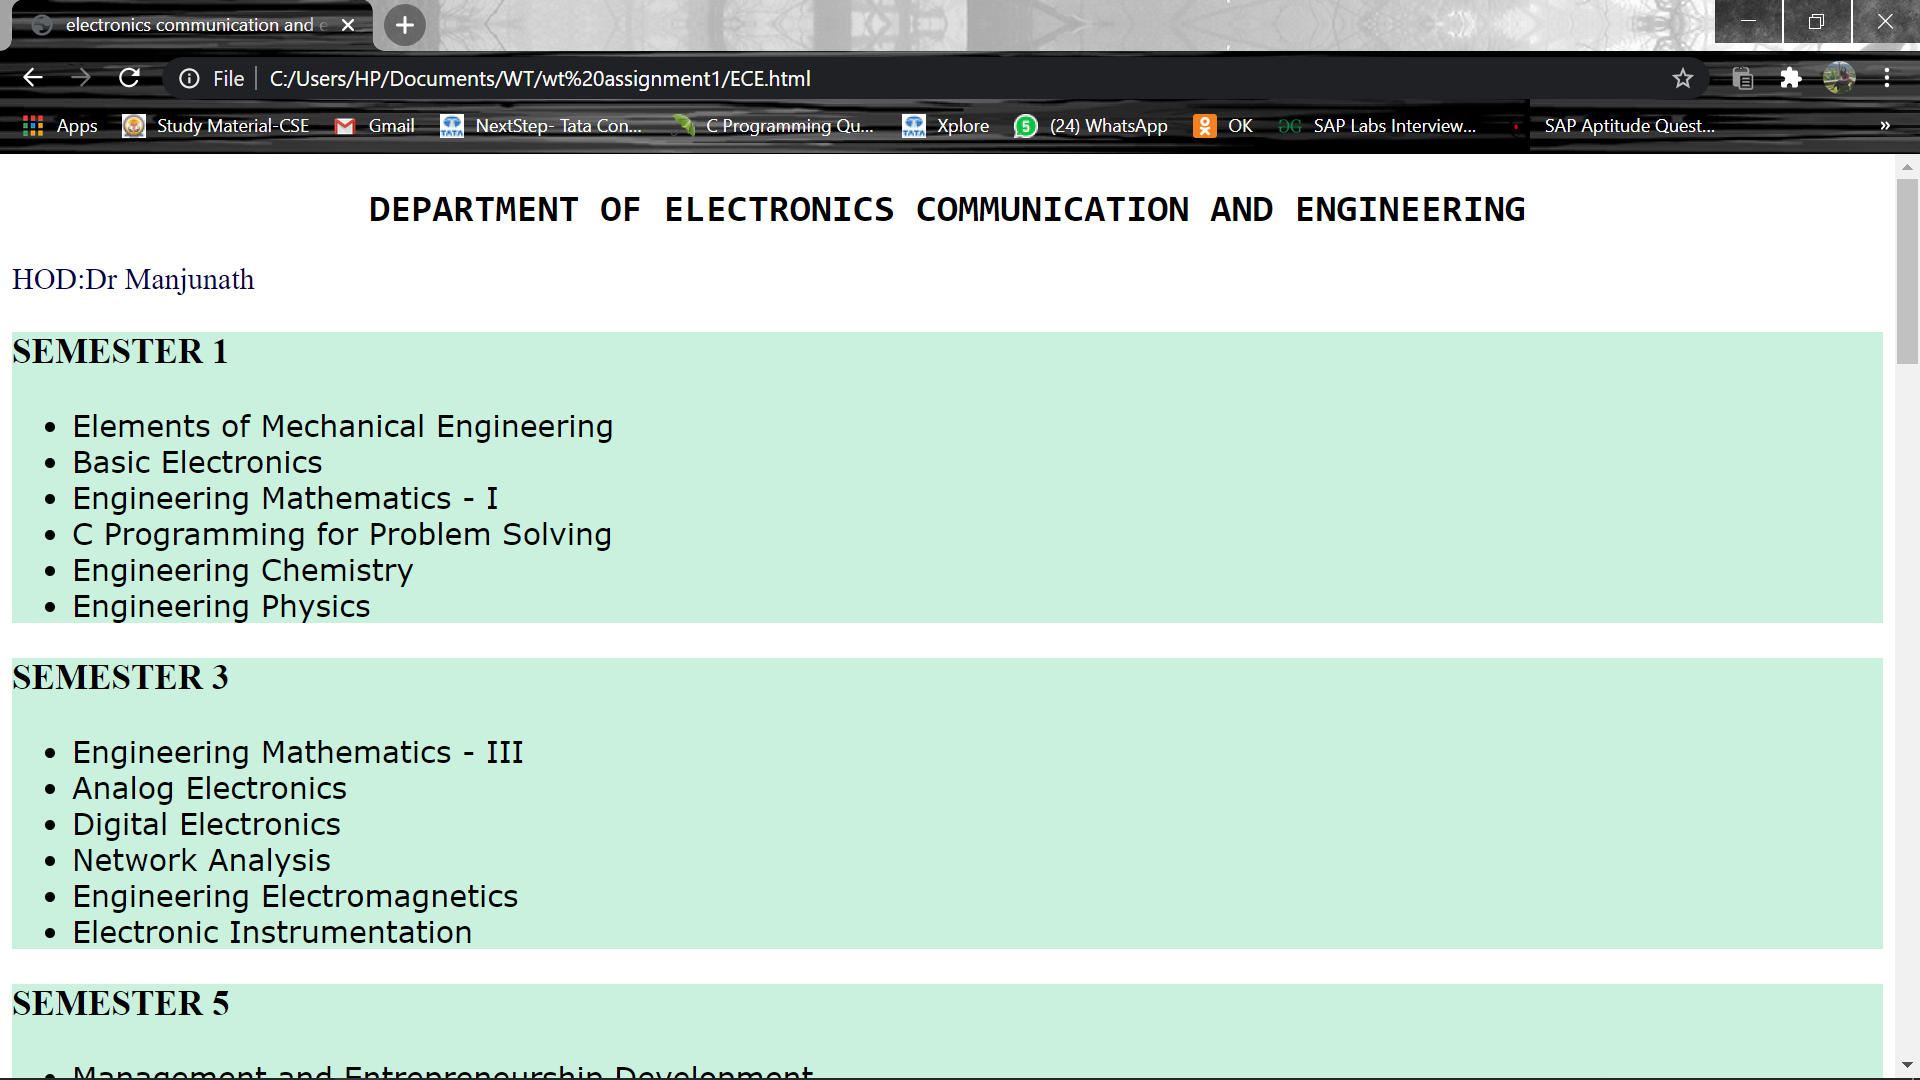 electronics communication and e
File C:/Users/HP/Documents/WT/wt%20assignment1/ECE.html
Apps Study Material-CSE Gmail NextStep- Tata Con... C Programming Qu... Xplore (24) WhatsApp OK SAP Labs Interview... SAP Aptitude Quest... »
DEPARTMENT OF ELECTRONICS COMMUNICATION AND ENGINEERING
HOD:Dr Manjunath
SEMESTER 1
• Elements of Mechanical Engineering
• Basic Electronics
• Engineering Mathematics - I
• C Programming for Problem Solving
• Engineering Chemistry
• Engineering Physics
SEMESTER 3
• Engineering Mathematics - III
• Analog Electronics
• Digital Electronics
• Network Analysis
• Engineering Electromagnetics
• Electronic Instrumentation
SEMESTER 5
• Management and Entrepreneurship Development